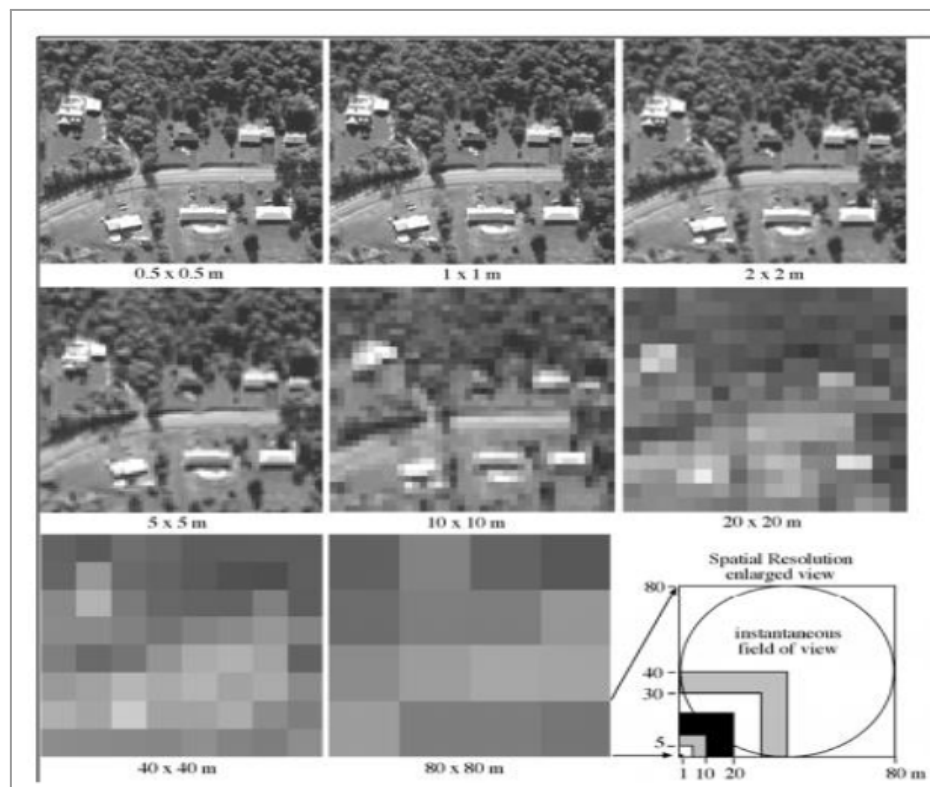 0.5 x 0.5 m
1 x 1 m
2 x 2 m
5 x 5 m
10 x 10 m
20 x 20 m
40 x 40 m
80 x 80 m
Spatial Resolution
enlarged view
80
instantaneous
field of view
40
30
5
1 10 20 80 m